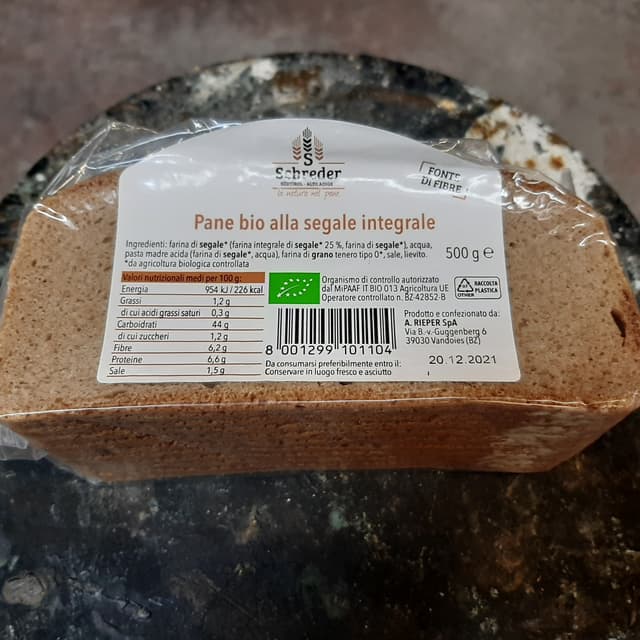 S
Schreder
SÜDTIROL - ALTO ADIGE
la natura nel pane
FONTE
DI FIBRE
Pane bio alla segale integrale
Ingredienti: farina di segale* (farina integrale di segale* 25 %, farina di segale*), acqua,
pasta madre acida (farina di segale*, acqua), farina di grano tenero tipo 0*, sale, lievito.
*da agricoltura biologica controllata
500 g e
Valori nutrizionali medi per 100 g:
Energia 954 kJ / 226 kcal
Grassi 1,2 g
di cui acidi grassi saturi 0,3 g
Carboidrati 44 g
di cui zuccheri 1,2 g
Fibre 6,2 g
Proteine 6,6 g
Sale 1,5 g
Organismo di controllo autorizzato
dal MiPAAF IT BIO 013 Agricoltura UE
Operatore controllato n. BZ-42852-B
OTHER
RACCOLTA
PLASTICA
8 001299 101104
Prodotto e confezionato da:
A. RIEPER SpA
Via B.-v.-Guggenberg 6
39030 Vandoies (BZ)
Da consumarsi preferibilmente entro il:
Conservare in luogo fresco e asciutto
20.12.2021